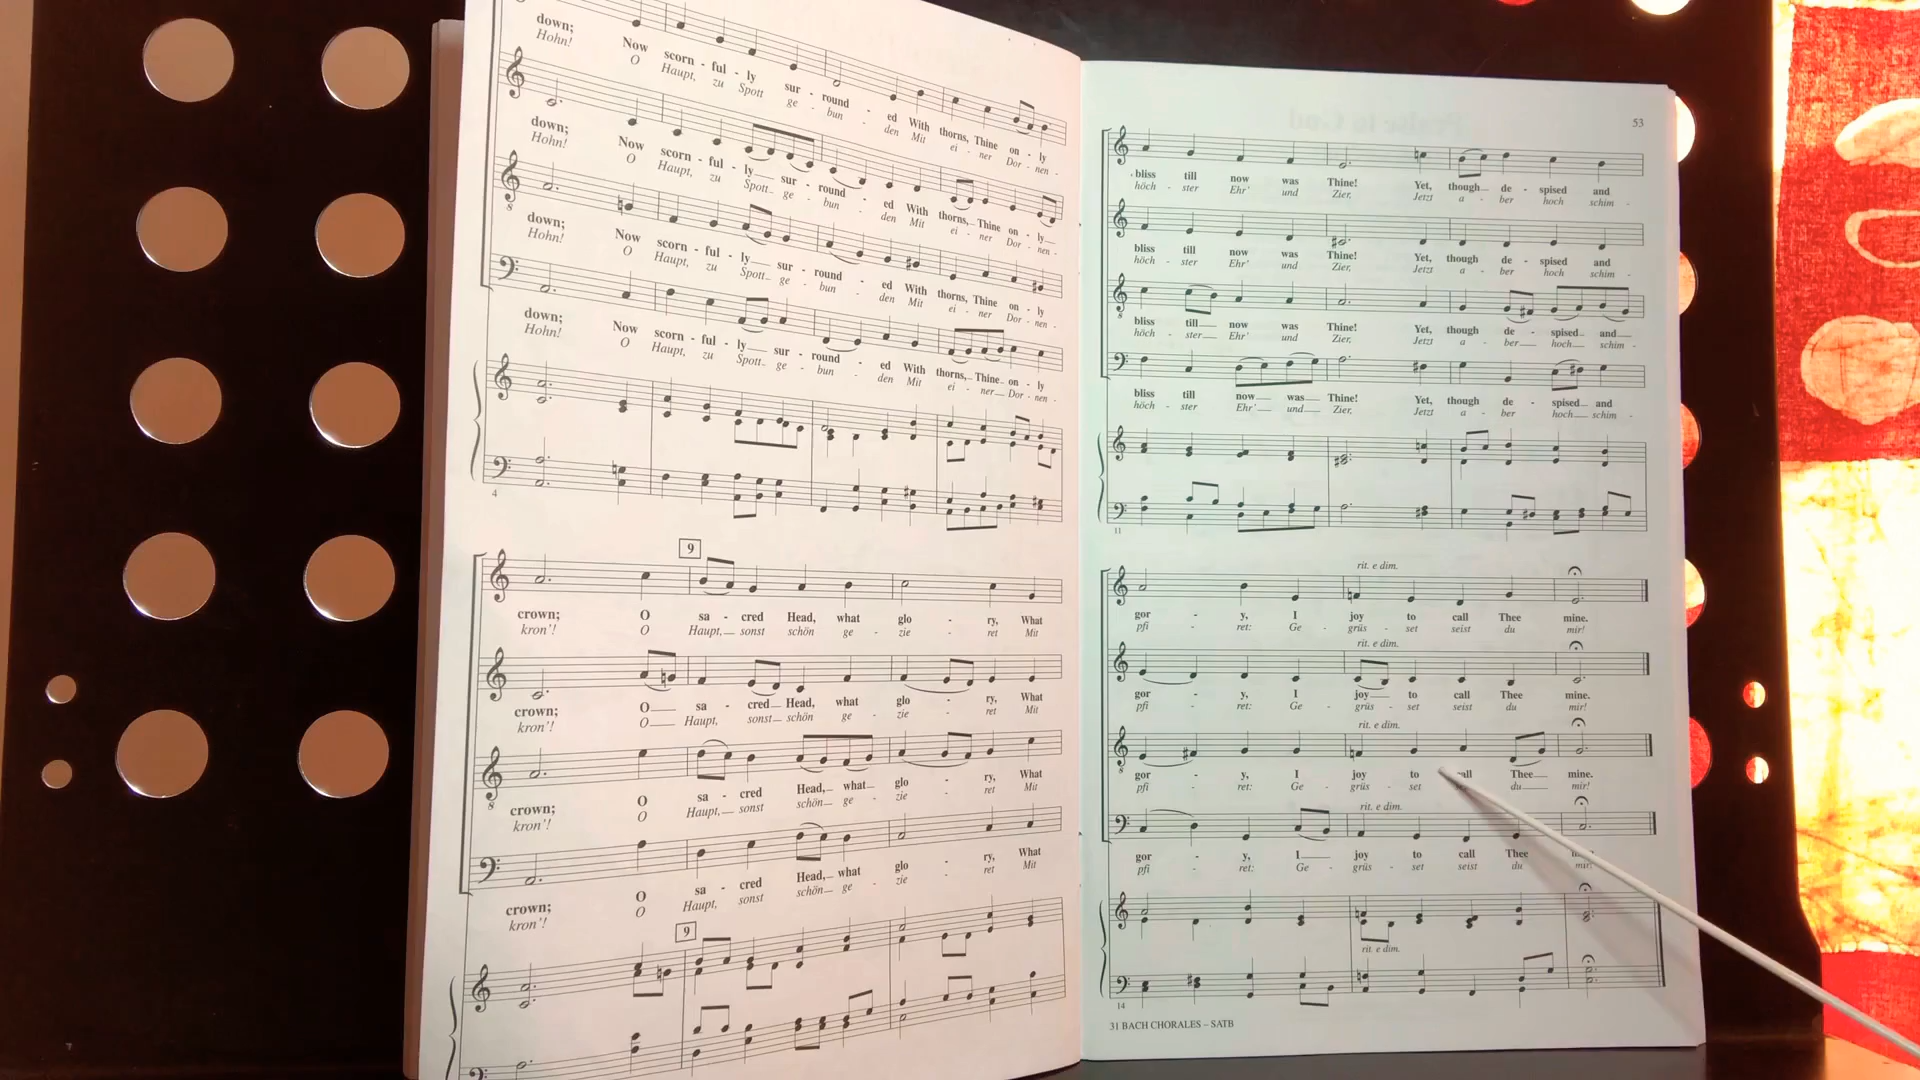 down; Now scorn - ful - ly sur - round - ed With thorns, Thine on - ly
Hohn! O Haupt, zu Spott ge - bun - den Mit ei - ner Dor - nen -
down; Now scorn - ful - ly sur - round - ed With thorns, Thine on - ly
Hohn! O Haupt, zu Spott ge - bun - den Mit ei - ner Dor - nen -
8
down; Now scorn - ful - ly sur - round - ed With thorns, Thine on - ly
Hohn! O Haupt, zu Spott ge - bun - den Mit ei - ner Dor - nen -
down; Now scorn - ful - ly sur - round - ed With thorns, Thine on - ly
Hohn! O Haupt, zu Spott ge - bun - den Mit ei - ner Dor - nen -
4
9
crown; O sa - cred Head, what glo - ry, What
kron'! O Haupt, sonst schön ge - zie - ret Mit
crown; O sa - cred Head, what glo - ry, What
kron'! O Haupt, sonst schön ge - zie - ret Mit
8
crown; O sa - cred Head, what glo - ry, What
kron'! O Haupt, sonst schön ge - zie - ret Mit
crown; O sa - cred Head, what glo - ry, What
kron'! O Haupt, sonst schön ge - zie - ret Mit
9
53
bliss till now was Thine! Yet, though de - spised and
höch - ster Ehr' und Zier, Jetzt a - ber hoch schim -
bliss till now was Thine! Yet, though de - spised and
höch - ster Ehr' und Zier, Jetzt a - ber hoch schim -
8
bliss till now was Thine! Yet, though de - spised and
höch - ster Ehr' und Zier, Jetzt a - ber hoch schim -
bliss till now was Thine! Yet, though de - spised and
höch - ster Ehr' und Zier, Jetzt a - ber hoch schim -
11
rit. e dim.
gor - y, I joy to call Thee mine.
pfi - ret: Ge - grüs - set seist du mir!
rit. e dim.
gor - y, I joy to call Thee mine.
pfi - ret: Ge - grüs - set seist du mir!
rit. e dim.
8
gor - y, I joy to call Thee mine.
pfi - ret: Ge - grüs - set du mir!
rit. e dim.
gor - y, I joy to call Thee
pfi - ret: Ge - grüs - set seist du mir!
rit. e dim.
14
31 BACH CHORALES – SATB